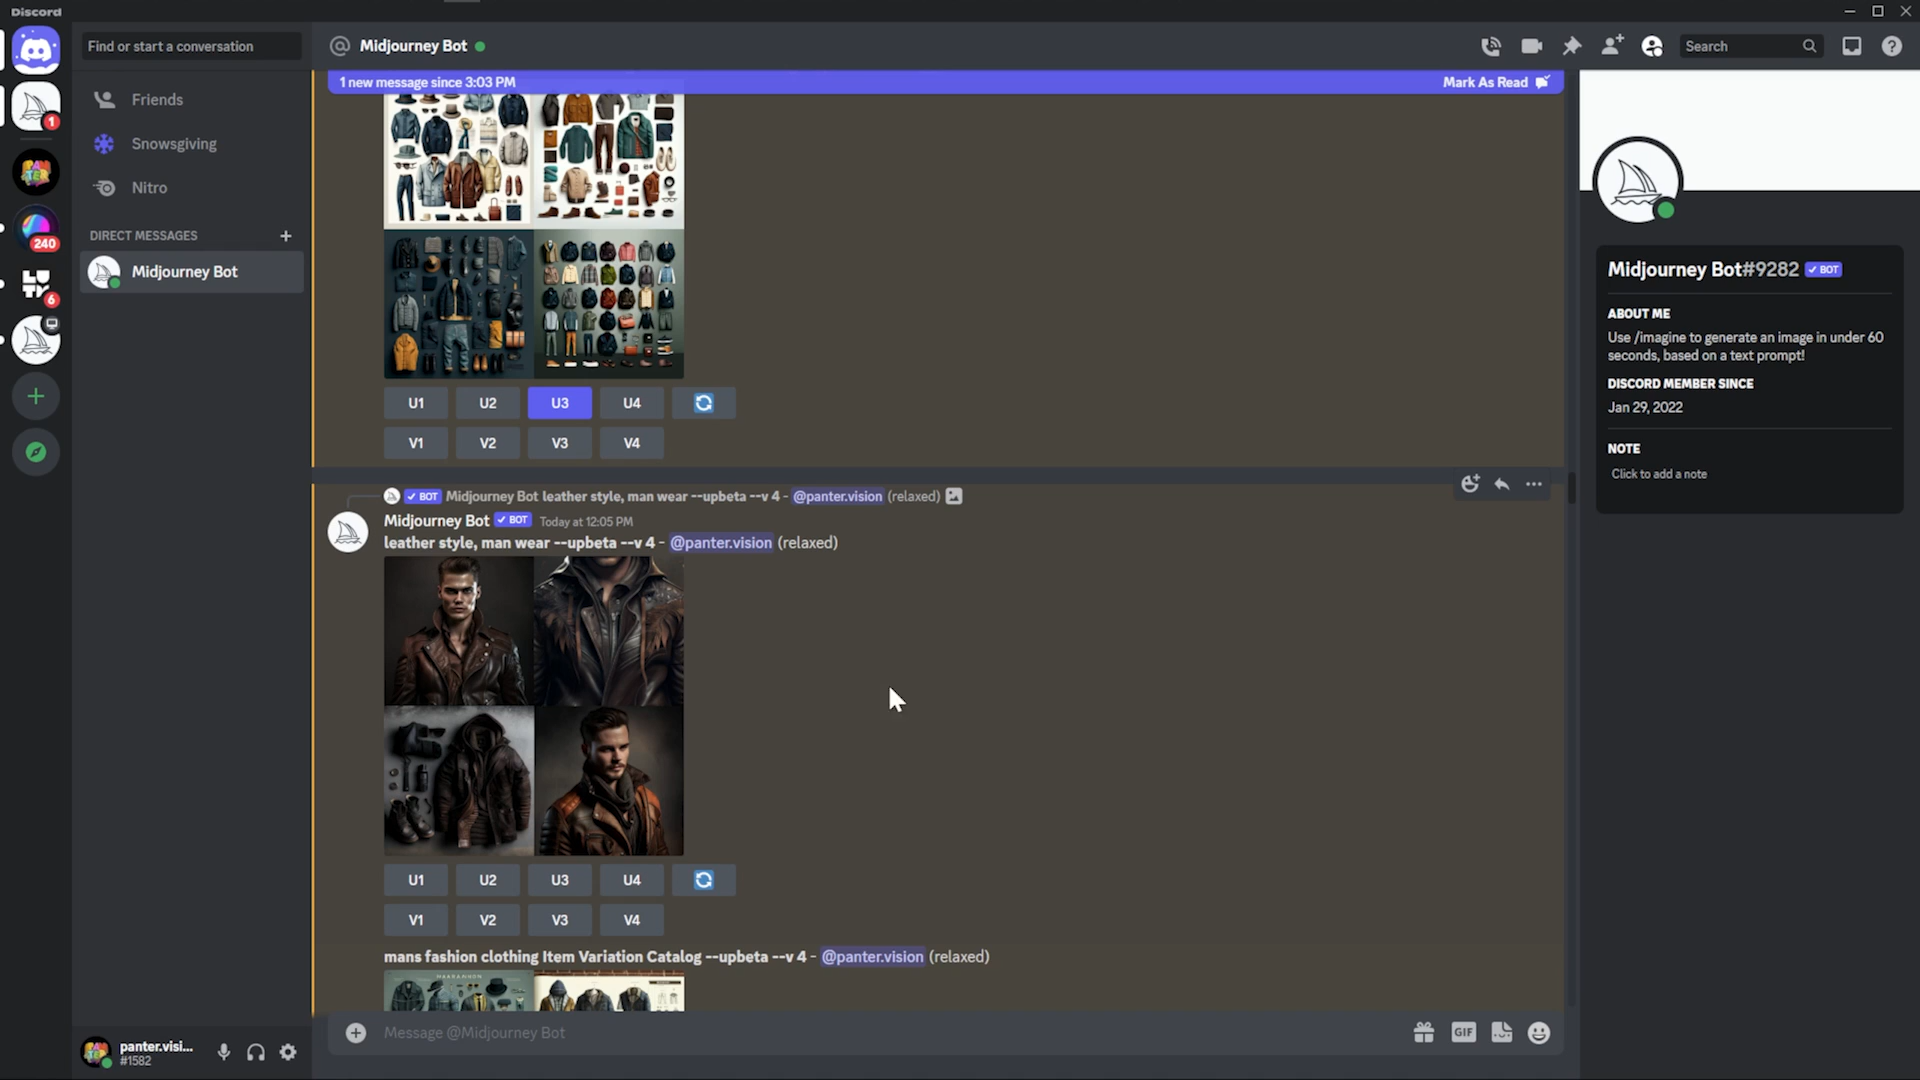 Discord
Find or start a conversation
Midjourney Bot
Search
1 new message since 3:03 PM
Mark As Read
Friends
1
Snowsgiving
Nitro
240
DIRECT MESSAGES
Midjourney Bot
6
U1 U2 U3 U4
V1 V2 V3 V4
BOT Midjourney Bot leather style, man wear --upbeta --v 4 - @panter.vision (relaxed)
Midjourney Bot BOT Today at 12:05 PM
leather style, man wear --upbeta --v 4 - @panter.vision (relaxed)
U1 U2 U3 U4
V1 V2 V3 V4
mans fashion clothing Item Variation Catalog --upbeta --v 4 - @panter.vision (relaxed)
Message @Midjourney Bot
GIF
panter.visi...
#1582
Midjourney Bot#9282 BOT
ABOUT ME
Use /imagine to generate an image in under 60
seconds, based on a text prompt!
DISCORD MEMBER SINCE
Jan 29, 2022
NOTE
Click to add a note